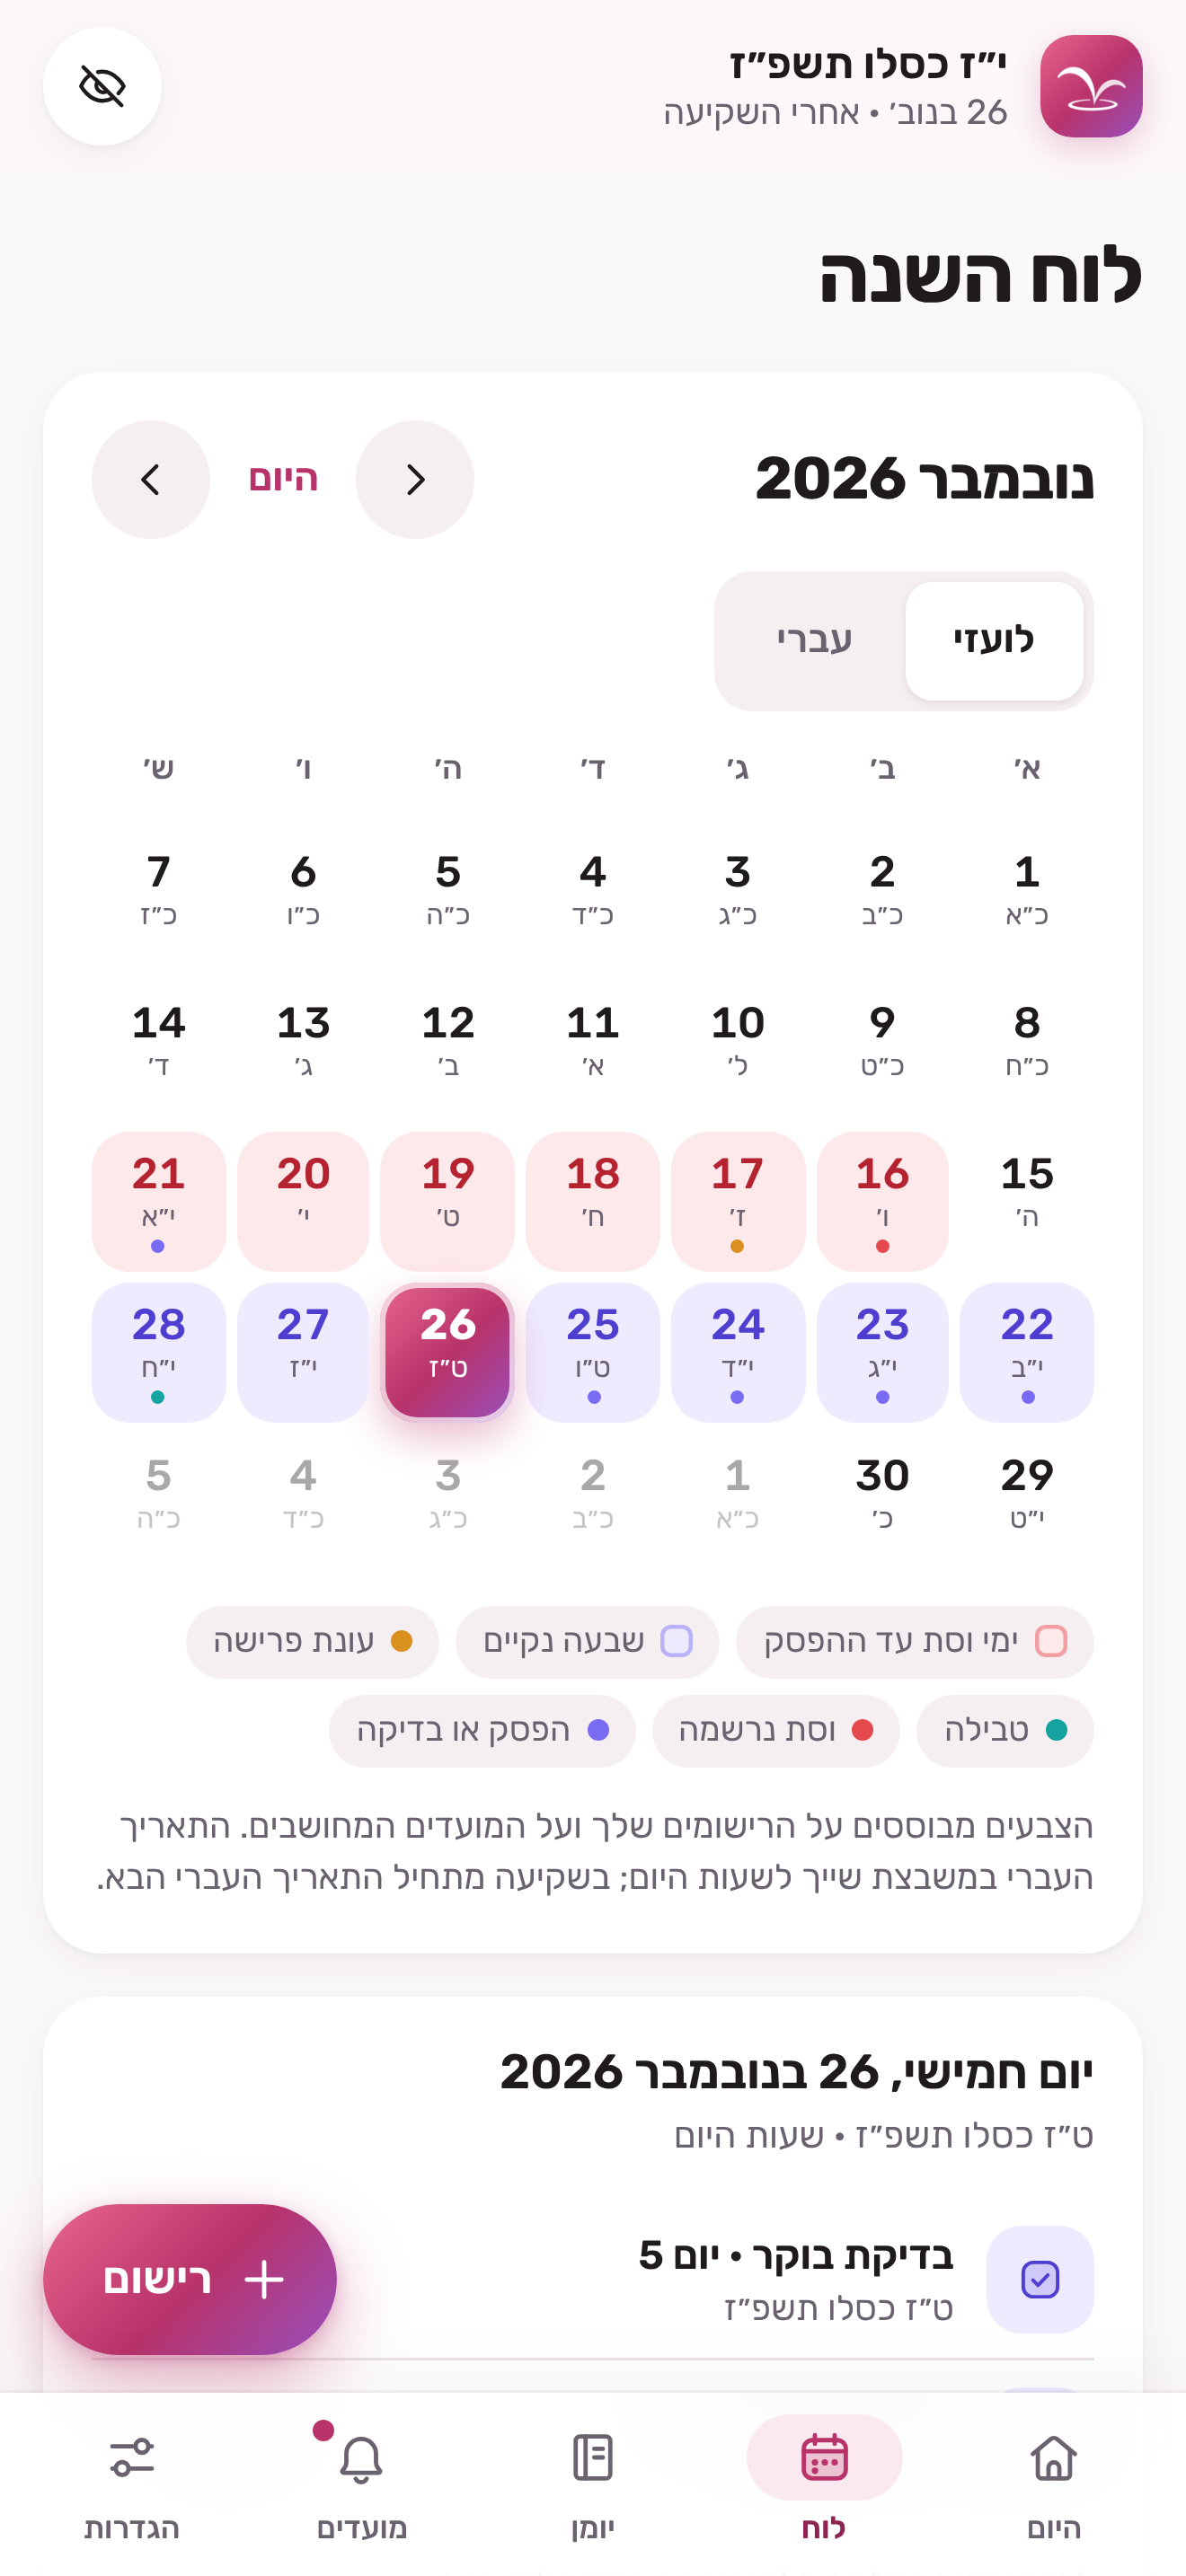 י״ז כסלו תשפ״ז
26 בנוב׳ • אחרי השקיעה
לוח השנה
נובמבר 2026
היום
לועזי עברי
א׳ ב׳ ג׳ ד׳ ה׳ ו׳ ש׳
1 2 3 4 5 6 7
כ״א כ״ב כ״ג כ״ד כ״ה כ״ו כ״ז
8 9 10 11 12 13 14
כ״ח כ״ט ל׳ א׳ ב׳ ג׳ ד׳
15 16 17 18 19 20 21
ה׳ ו׳ ז׳ ח׳ ט׳ י׳ י״א
22 23 24 25 26 27 28
י״ב י״ג י״ד ט״ו ט״ז י״ז י״ח
29 30 1 2 3 4 5
י״ט כ׳ כ״א כ״ב כ״ג כ״ד כ״ה
ימי וסת עד ההפסק שבעה נקיים עונת פרישה
טבילה וסת נרשמה הפסק או בדיקה
הצבעים מבוססים על הרישומים שלך ועל המועדים המחושבים. התאריך
העברי במשבצת שייך לשעות היום; בשקיעה מתחיל התאריך העברי הבא.
יום חמישי, 26 בנובמבר 2026
ט״ז כסלו תשפ״ז • שעות היום
בדיקת בוקר • יום 5
ט״ז כסלו תשפ״ז
רישום
היום לוח יומן מועדים הגדרות